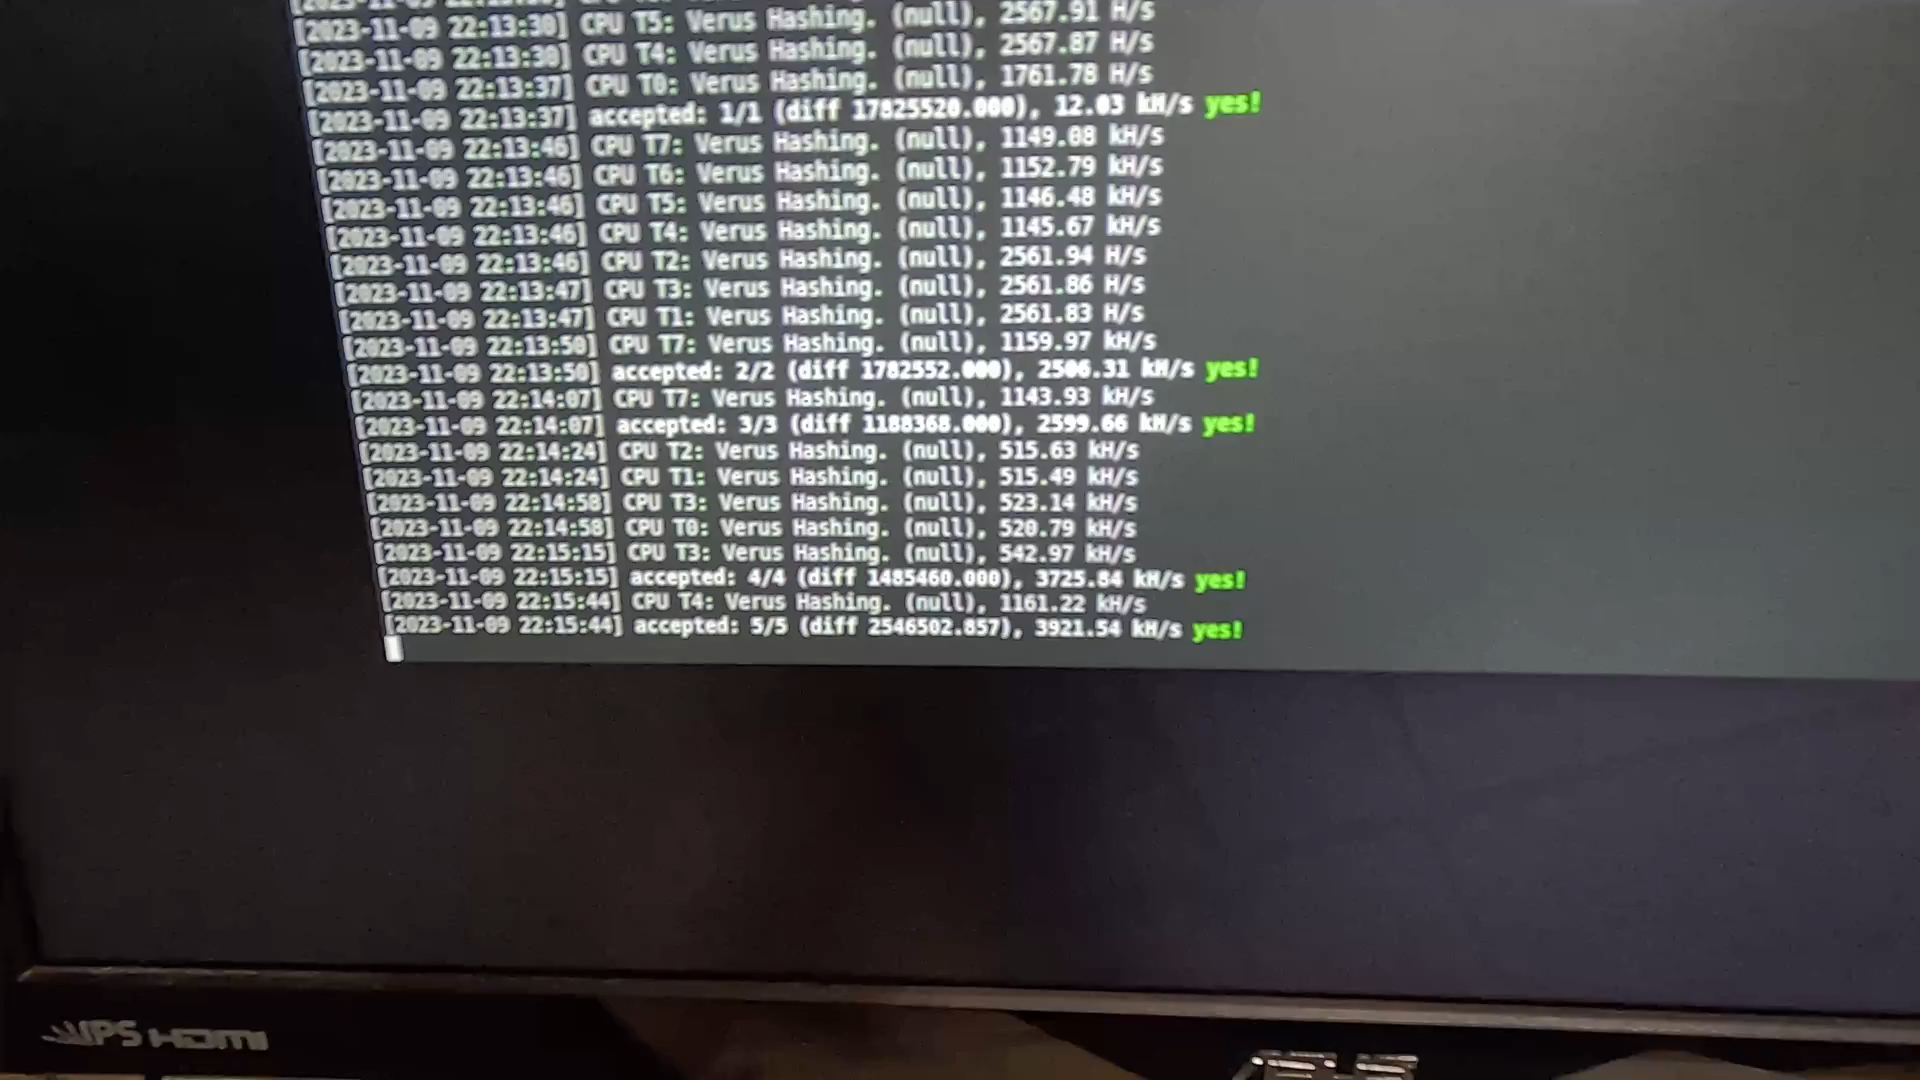 [2023-11-09 22:13:30] CPU T5: Verus Hashing. (null), 2567.91 H/s
[2023-11-09 22:13:30] CPU T4: Verus Hashing. (null), 2567.87 H/s
[2023-11-09 22:13:37] CPU T0: Verus Hashing. (null), 1761.78 H/s
[2023-11-09 22:13:37] accepted: 1/1 (diff 17825520.000), 12.03 kH/s yes!
[2023-11-09 22:13:46] CPU T7: Verus Hashing. (null), 1149.08 kH/s
[2023-11-09 22:13:46] CPU T6: Verus Hashing. (null), 1152.79 kH/s
[2023-11-09 22:13:46] CPU T5: Verus Hashing. (null), 1146.48 kH/s
[2023-11-09 22:13:46] CPU T4: Verus Hashing. (null), 1145.67 kH/s
[2023-11-09 22:13:46] CPU T2: Verus Hashing. (null), 2561.94 H/s
[2023-11-09 22:13:47] CPU T3: Verus Hashing. (null), 2561.86 H/s
[2023-11-09 22:13:47] CPU T1: Verus Hashing. (null), 2561.83 H/s
[2023-11-09 22:13:50] CPU T7: Verus Hashing. (null), 1159.97 kH/s
[2023-11-09 22:13:50] accepted: 2/2 (diff 1782552.000), 2506.31 kH/s yes!
[2023-11-09 22:14:07] CPU T7: Verus Hashing. (null), 1143.93 kH/s
[2023-11-09 22:14:07] accepted: 3/3 (diff 1188368.000), 2599.66 kH/s yes!
[2023-11-09 22:14:24] CPU T2: Verus Hashing. (null), 515.63 kH/s
[2023-11-09 22:14:24] CPU T1: Verus Hashing. (null), 515.49 kH/s
[2023-11-09 22:14:58] CPU T3: Verus Hashing. (null), 523.14 kH/s
[2023-11-09 22:14:58] CPU T0: Verus Hashing. (null), 520.79 kH/s
[2023-11-09 22:15:15] CPU T3: Verus Hashing. (null), 542.97 kH/s
[2023-11-09 22:15:15] accepted: 4/4 (diff 1485460.000), 3725.84 kH/s yes!
[2023-11-09 22:15:44] CPU T4: Verus Hashing. (null), 1161.22 kH/s
[2023-11-09 22:15:44] accepted: 5/5 (diff 2546502.857), 3921.54 kH/s yes!
IPS HDMI